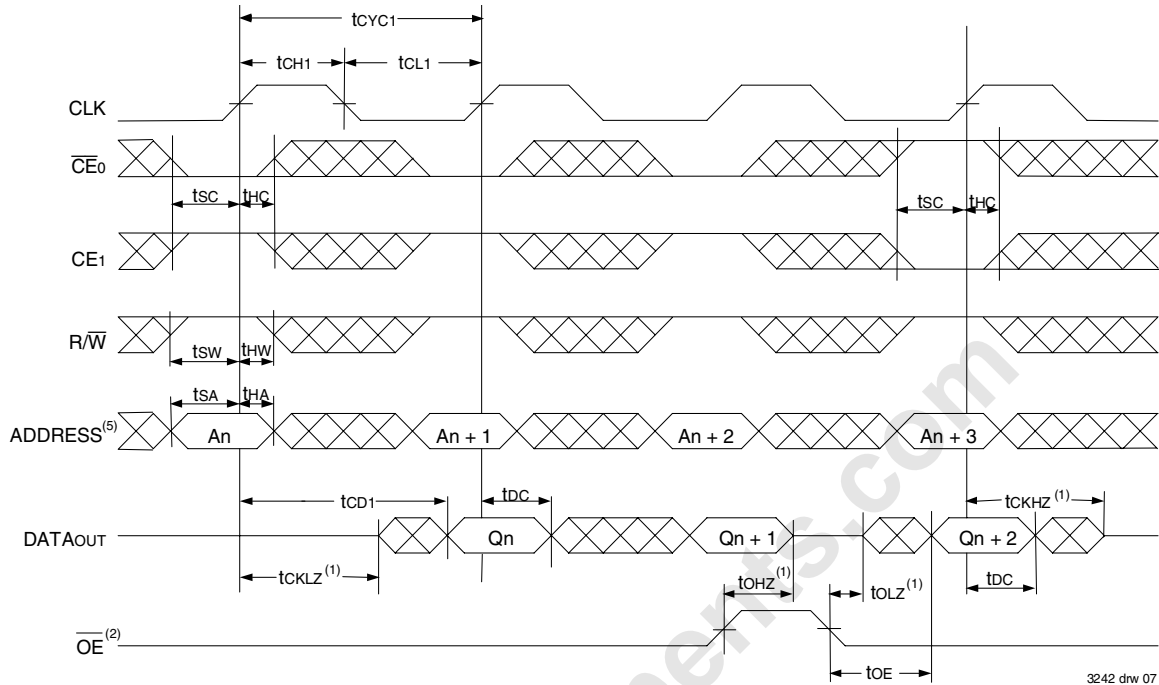 tCYC1
tCH1 tCL1
CLK
CE0
tSC tHC tSC tHC
CE1
R/W
tSW tHW
tSA tHA
ADDRESS(5) An An + 1 An + 2 An + 3
tCD1 tDC tCKHZ(1)
DATAOUT Qn Qn + 1 Qn + 2
tCKLZ(1) tOHZ(1) tOLZ(1) tDC
OE(2)
tOE
3242 drw 07
ments.com